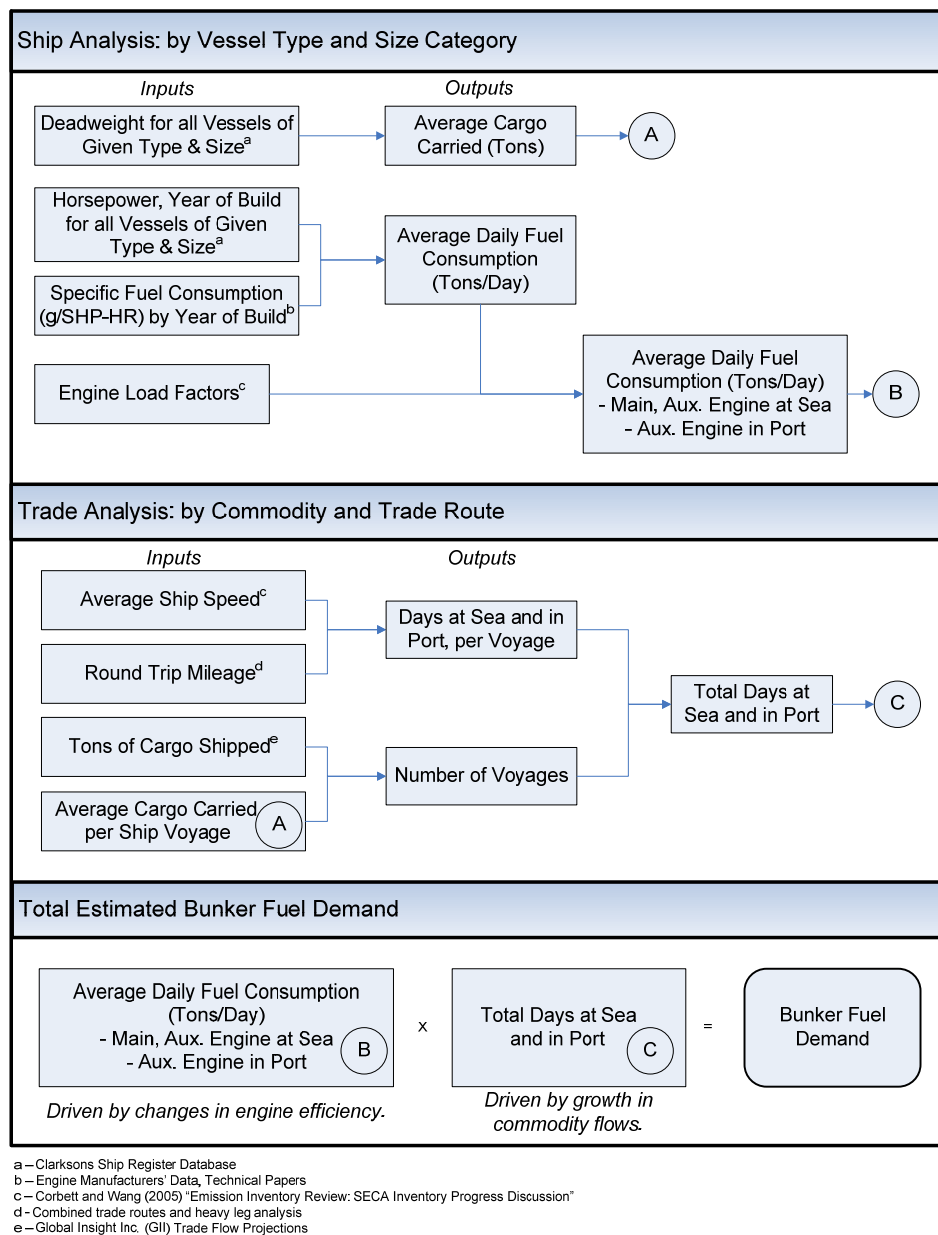 Ship Analysis: by Vessel Type and Size Category
Inputs
Outputs
Deadweight for all Vessels of
Given Type & Sizeᵃ
Average Cargo
Carried (Tons)
A
Horsepower, Year of Build
for all Vessels of Given
Type & Sizeᵃ
Average Daily Fuel
Consumption
(Tons/Day)
Specific Fuel Consumption
(g/SHP-HR) by Year of Buildᵇ
Engine Load Factorsᶜ
Average Daily Fuel
Consumption (Tons/Day)
- Main, Aux. Engine at Sea
- Aux. Engine in Port
B
Trade Analysis: by Commodity and Trade Route
Inputs
Outputs
Average Ship Speedᶜ
Days at Sea and in
Port, per Voyage
Round Trip Mileageᵈ
Total Days at
Sea and in Port
C
Tons of Cargo Shippedᵉ
Number of Voyages
Average Cargo Carried
per Ship Voyage
A
Total Estimated Bunker Fuel Demand
Average Daily Fuel Consumption
(Tons/Day)
- Main, Aux. Engine at Sea
- Aux. Engine in Port
B
x
Total Days at Sea
and in Port
C
=
Bunker Fuel
Demand
Driven by changes in engine efficiency.
Driven by growth in
commodity flows.
a – Clarksons Ship Register Database
b – Engine Manufacturers' Data, Technical Papers
c – Corbett and Wang (2005) "Emission Inventory Review: SECA Inventory Progress Discussion"
d - Combined trade routes and heavy leg analysis
e – Global Insight Inc. (GII) Trade Flow Projections